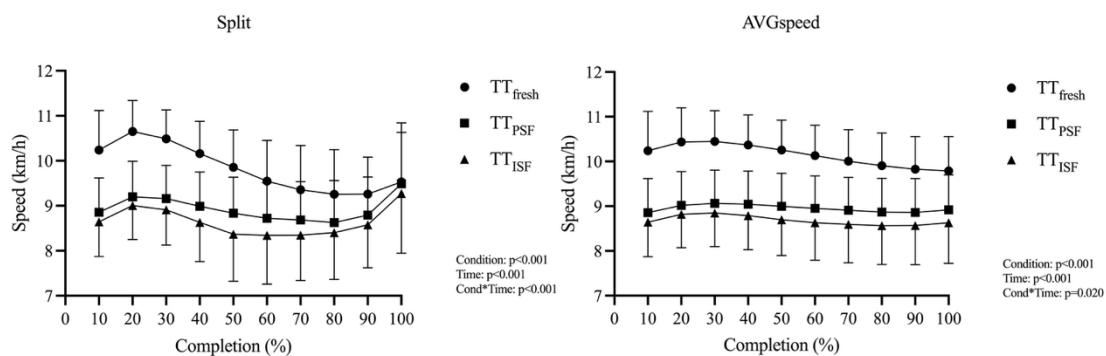 Split
12
11
10
9
8
7
Speed (km/h)
0 10 20 30 40 50 60 70 80 90 100
Completion (%)
TTfresh
TTPSF
TTISF
Condition: p<0.001
Time: p<0.001
Cond*Time: p<0.001
AVGspeed
12
11
10
9
8
7
Speed (km/h)
0 10 20 30 40 50 60 70 80 90 100
Completion (%)
TTfresh
TTPSF
TTISF
Condition: p<0.001
Time: p<0.001
Cond*Time: p=0.020